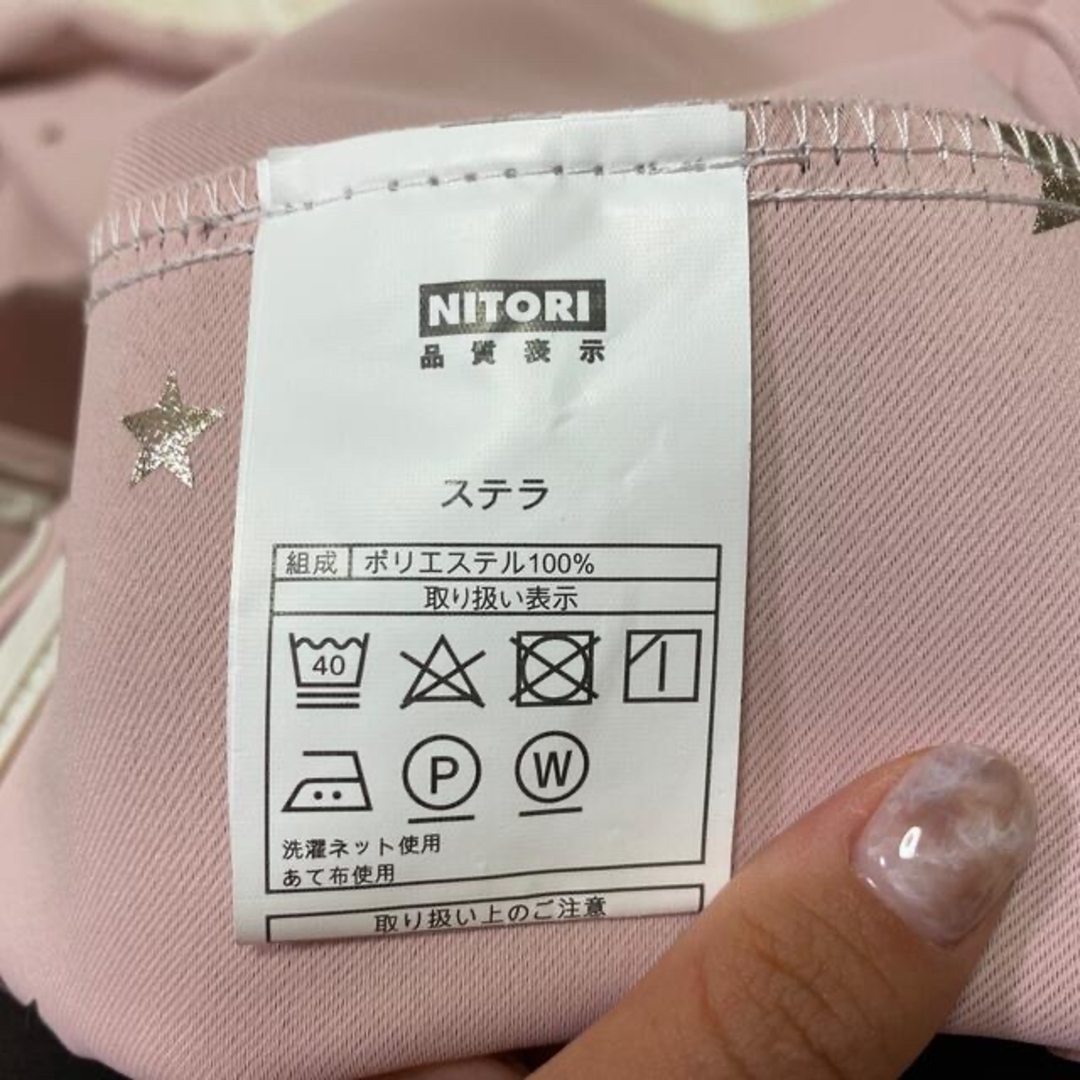 NITORI
品質表示
ステラ
組成 ポリエステル100%
取り扱い表示
40
P W
洗濯ネット使用
あて布使用
取り扱い上のご注意